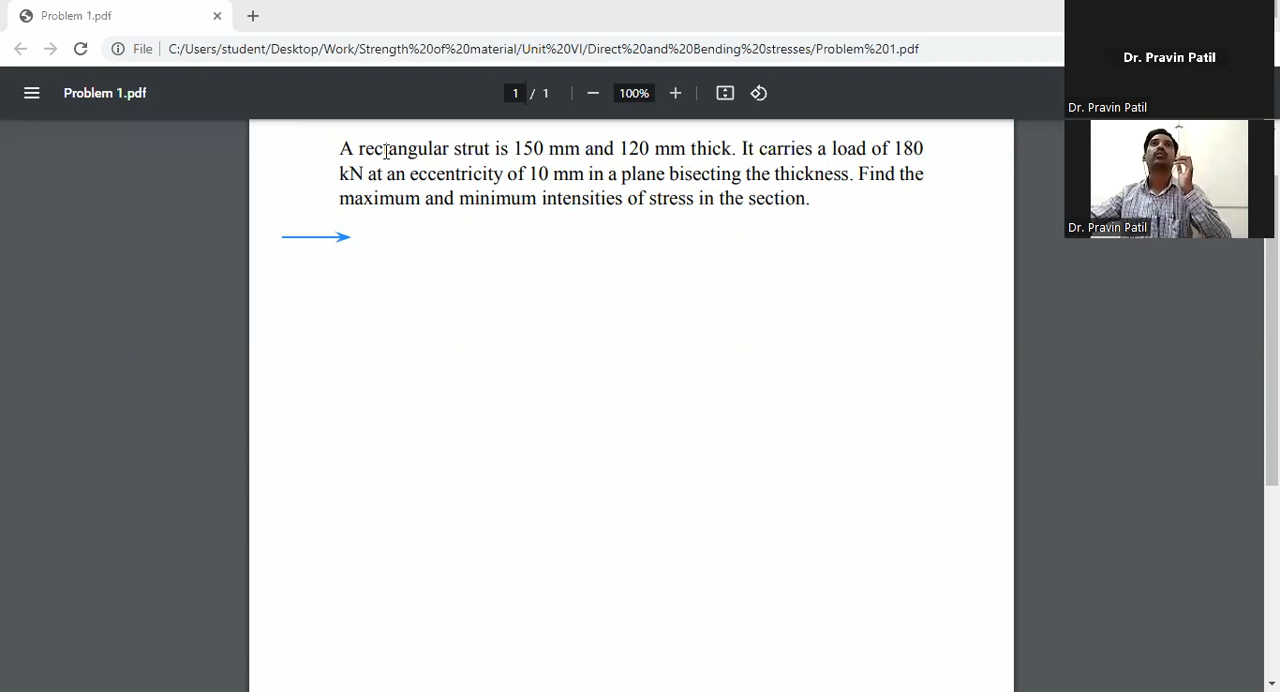 Problem 1.pdf
File
C:/Users/student/Desktop/Work/Strength%20of%20material/Unit%20VI/Direct%20and%20Bending%20stresses/Problem%201.pdf
Problem 1.pdf
1 / 1
100%
Dr. Pravin Patil
Dr. Pravin Patil
Dr. Pravin Patil
A rectangular strut is 150 mm and 120 mm thick. It carries a load of 180
kN at an eccentricity of 10 mm in a plane bisecting the thickness. Find the
maximum and minimum intensities of stress in the section.